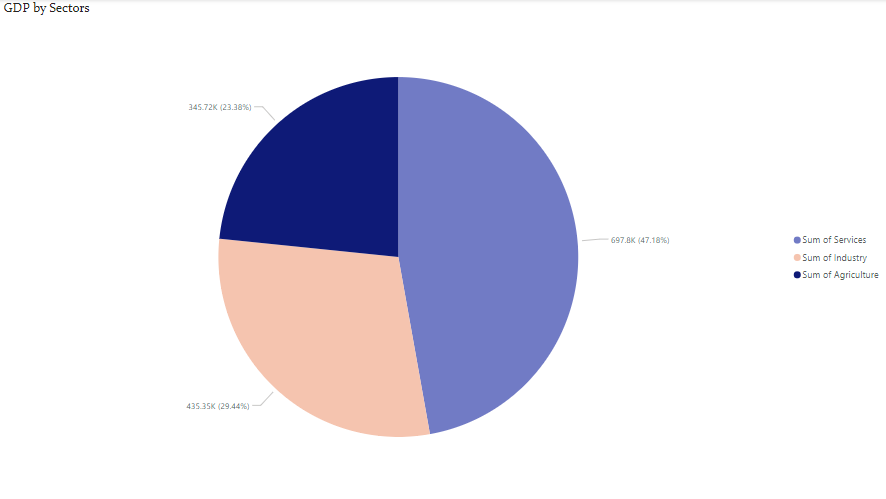 GDP by Sectors
345.72K (23.38%)
697.8K (47.18%)
435.35K (29.44%)
Sum of Services
Sum of Industry
Sum of Agriculture